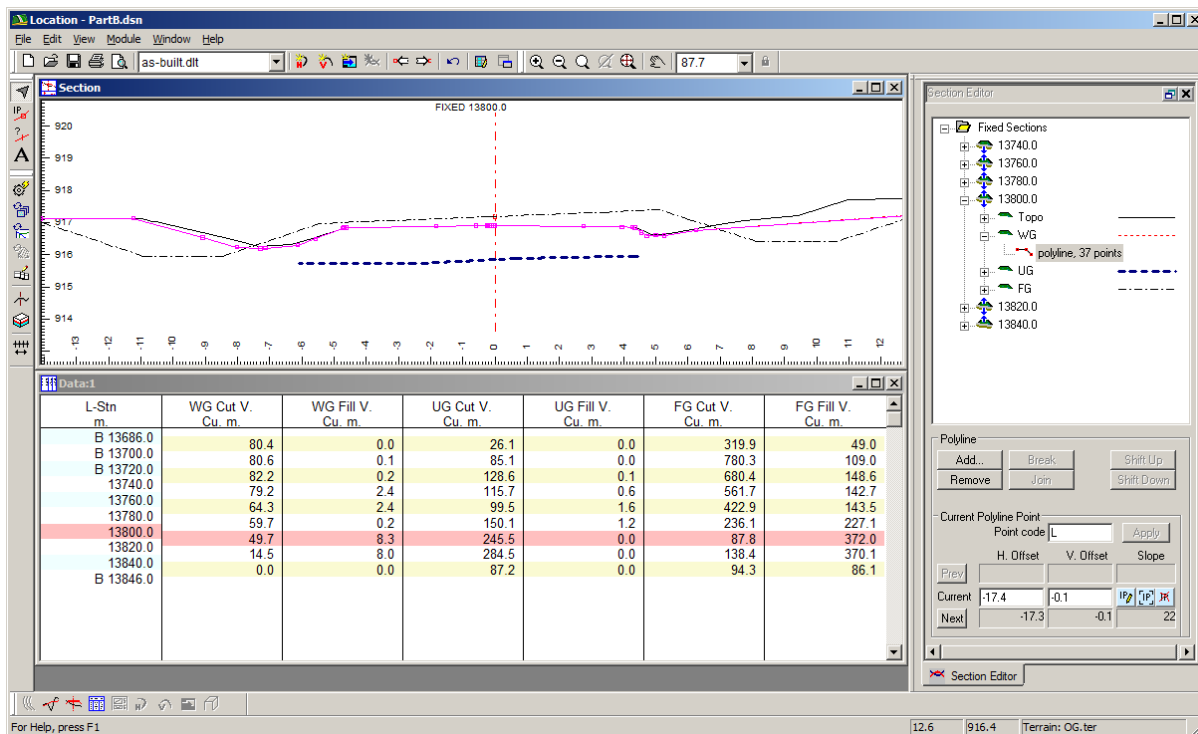 Location - PartB.dsn
File Edit View Module Window Help
as-built.dlt 87.7
Section
FIXED 13800.0
920
919
918
917
916
915
914
-13 -12 -11 -10 -9 -8 -7 -6 -5 -4 -3 -2 -1 0 1 2 3 4 5 6 7 8 9 10 11 12
Data:1
L-Stn WG Cut V. WG Fill V. UG Cut V. UG Fill V. FG Cut V. FG Fill V.
m. Cu. m. Cu. m. Cu. m. Cu. m. Cu. m. Cu. m.
B 13686.0
80.4 0.0 26.1 0.0 319.9 49.0
B 13700.0
80.6 0.1 85.1 0.0 780.3 109.0
B 13720.0
82.2 0.2 128.6 0.1 680.4 148.6
13740.0
79.2 2.4 115.7 0.6 561.7 142.7
13760.0
64.3 2.4 99.5 1.6 422.9 143.5
13780.0
59.7 0.2 150.1 1.2 236.1 227.1
13800.0
49.7 8.3 245.5 0.0 87.8 372.0
13820.0
14.5 8.0 284.5 0.0 138.4 370.1
13840.0
0.0 0.0 87.2 0.0 94.3 86.1
B 13846.0
Section Editor
Fixed Sections
13740.0
13760.0
13780.0
13800.0
Topo
WG
polyline, 37 points
UG
FG
13820.0
13840.0
Polyline
Add... Break Shift Up
Remove Join Shift Down
Current Polyline Point
Point code L Apply
H. Offset V. Offset Slope
Prev
Current -17.4 -0.1 IP IP IP
Next -17.3 -0.1 22
Section Editor
For Help, press F1
12.6 916.4 Terrain: OG.ter